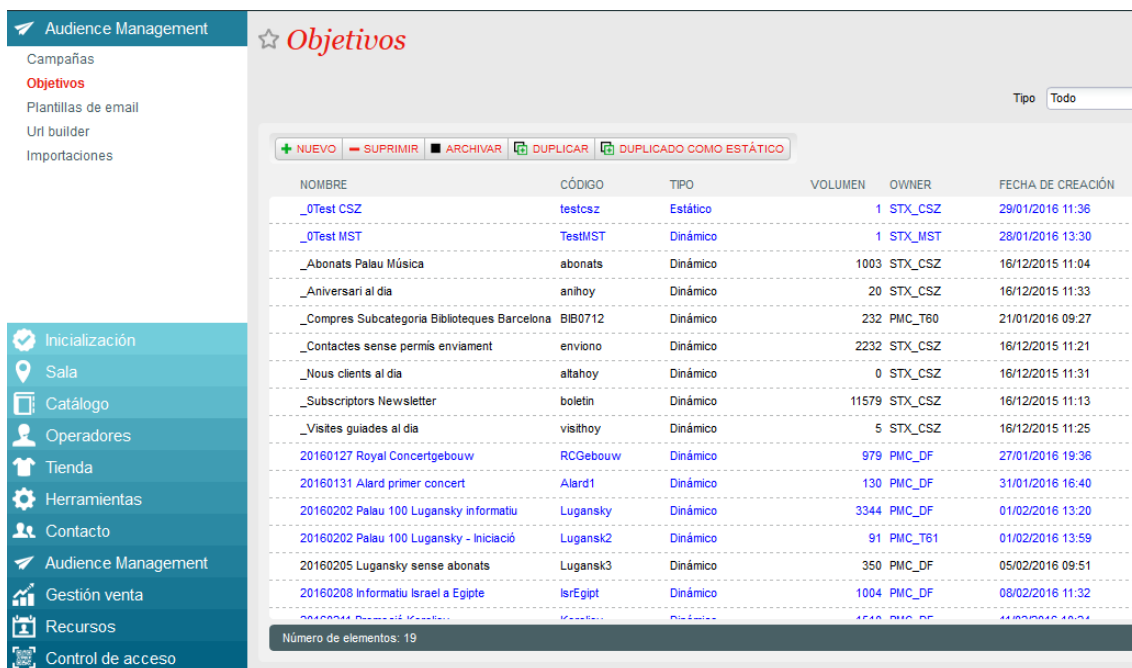 Audience Management
Campañas
Objetivos
Plantillas de email
Url builder
Importaciones
Inicialización
Sala
Catálogo
Operadores
Tienda
Herramientas
Contacto
Audience Management
Gestión venta
Recursos
Control de acceso
Objetivos
Tipo Todo
NUEVO SUPRIMIR ARCHIVAR DUPLICAR DUPLICADO COMO ESTÁTICO
NOMBRE CÓDIGO TIPO VOLUMEN OWNER FECHA DE CREACIÓN
_0Test CSZ testcsz Estático 1 STX_CSZ 29/01/2016 11:36
_0Test MST TestMST Dinámico 1 STX_MST 28/01/2016 13:30
_Abonats Palau Música abonats Dinámico 1003 STX_CSZ 16/12/2015 11:04
_Aniversari al dia anihoy Dinámico 20 STX_CSZ 16/12/2015 11:33
_Compres Subcategoria Biblioteques Barcelona BIB0712 Dinámico 232 PMC_T60 21/01/2016 09:27
_Contactes sense permís enviament enviono Dinámico 2232 STX_CSZ 16/12/2015 11:21
_Nous clients al dia altahoy Dinámico 0 STX_CSZ 16/12/2015 11:31
_Subscriptors Newsletter boletin Dinámico 11579 STX_CSZ 16/12/2015 11:13
_Visites guiades al dia visithoy Dinámico 5 STX_CSZ 16/12/2015 11:25
20160127 Royal Concertgebouw RCGebouw Dinámico 979 PMC_DF 27/01/2016 19:36
20160131 Alard primer concert Alard1 Dinámico 130 PMC_DF 31/01/2016 16:40
20160202 Palau 100 Lugansky informatiu Lugansky Dinámico 3344 PMC_DF 01/02/2016 13:20
20160202 Palau 100 Lugansky - Iniciació Lugansk2 Dinámico 91 PMC_T61 01/02/2016 13:59
20160205 Lugansky sense abonats Lugansk3 Dinámico 350 PMC_DF 05/02/2016 09:51
20160208 Informatiu Israel a Egipte IsrEgipt Dinámico 1004 PMC_DF 08/02/2016 11:32
Número de elementos: 19